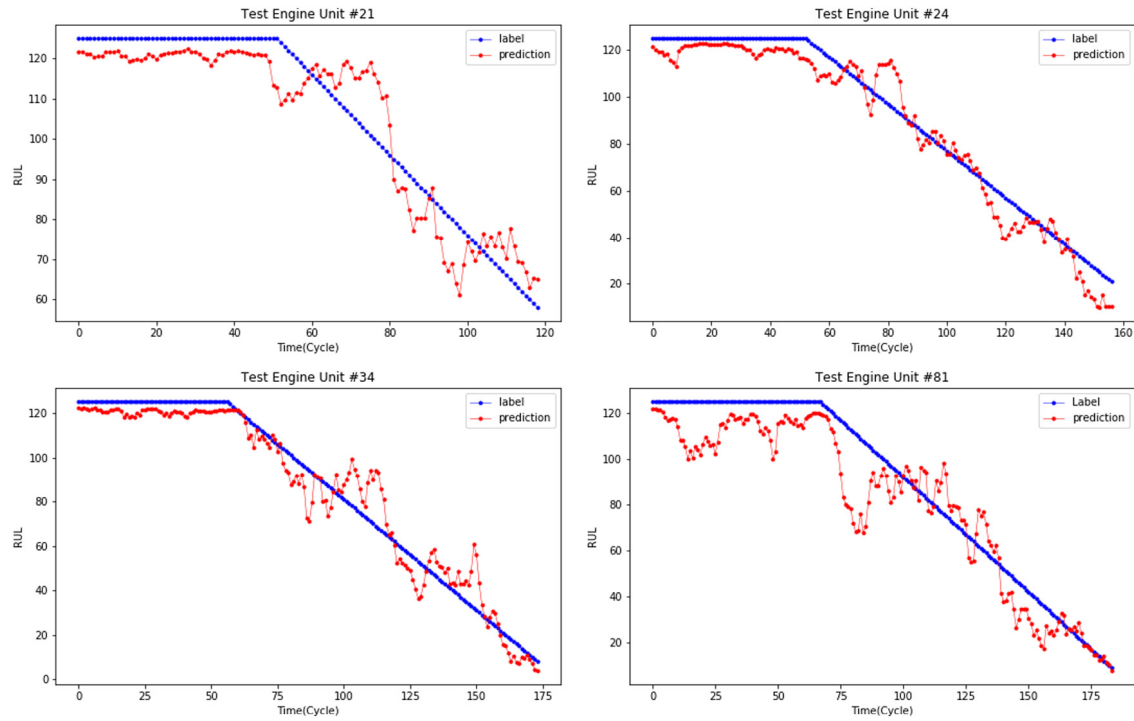 Test Engine Unit #21
label
prediction
RUL
120
110
100
90
80
70
60
0 20 40 60 80 100 120
Time(Cycle)
Test Engine Unit #24
label
prediction
RUL
120
100
80
60
40
20
0 20 40 60 80 100 120 140 160
Time(Cycle)
Test Engine Unit #34
label
prediction
RUL
120
100
80
60
40
20
0
0 25 50 75 100 125 150 175
Time(Cycle)
Test Engine Unit #81
Label
prediction
RUL
120
100
80
60
40
20
0 25 50 75 100 125 150 175
Time(Cycle)